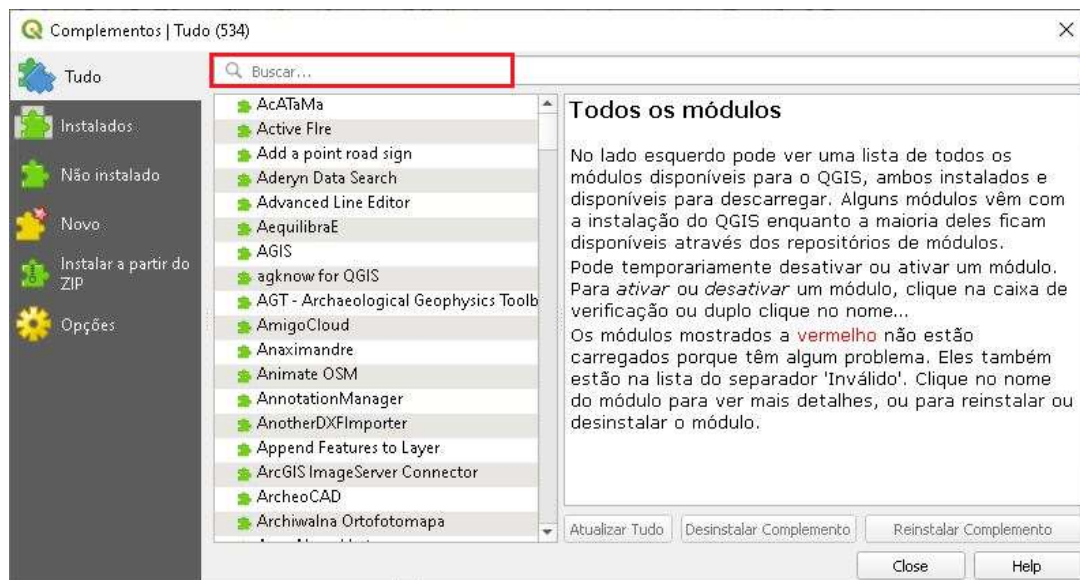 Complementos | Tudo (534)
Tudo
Instalados
Não instalado
Novo
Instalar a partir do
ZIP
Opções
Buscar...
AcATaMa
Active FIre
Add a point road sign
Aderyn Data Search
Advanced Line Editor
AequilibraE
AGIS
agknow for QGIS
AGT - Archaeological Geophysics Toolb
AmigoCloud
Anaximandre
Animate OSM
AnnotationManager
AnotherDXFImporter
Append Features to Layer
ArcGIS ImageServer Connector
ArcheoCAD
Archiwalna Ortofotomapa
Todos os módulos
No lado esquerdo pode ver uma lista de todos os
módulos disponíveis para o QGIS, ambos instalados e
disponíveis para descarregar. Alguns módulos vêm com
a instalação do QGIS enquanto a maioria deles ficam
disponíveis através dos repositórios de módulos.
Pode temporariamente desativar ou ativar um módulo.
Para ativar ou desativar um módulo, clique na caixa de
verificação ou duplo clique no nome...
Os módulos mostrados a vermelho não estão
carregados porque têm algum problema. Eles também
estão na lista do separador 'Inválido'. Clique no nome
do módulo para ver mais detalhes, ou para reinstalar ou
desinstalar o módulo.
Atualizar Tudo
Desinstalar Complemento
Reinstalar Complemento
Close
Help